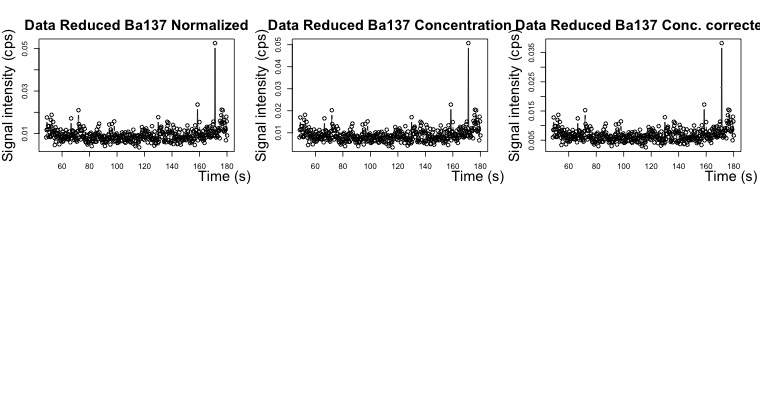 Data Reduced Ba137 Normalized
Signal intensity (cps)
0.01 0.03 0.05
60 80 100 120 140 160 180
Time (s)
Data Reduced Ba137 Concentration
Signal intensity (cps)
0.01 0.02 0.03 0.04 0.05
60 80 100 120 140 160 180
Time (s)
Data Reduced Ba137 Conc. correcte
Signal intensity (cps)
0.005 0.015 0.025 0.035
60 80 100 120 140 160 180
Time (s)